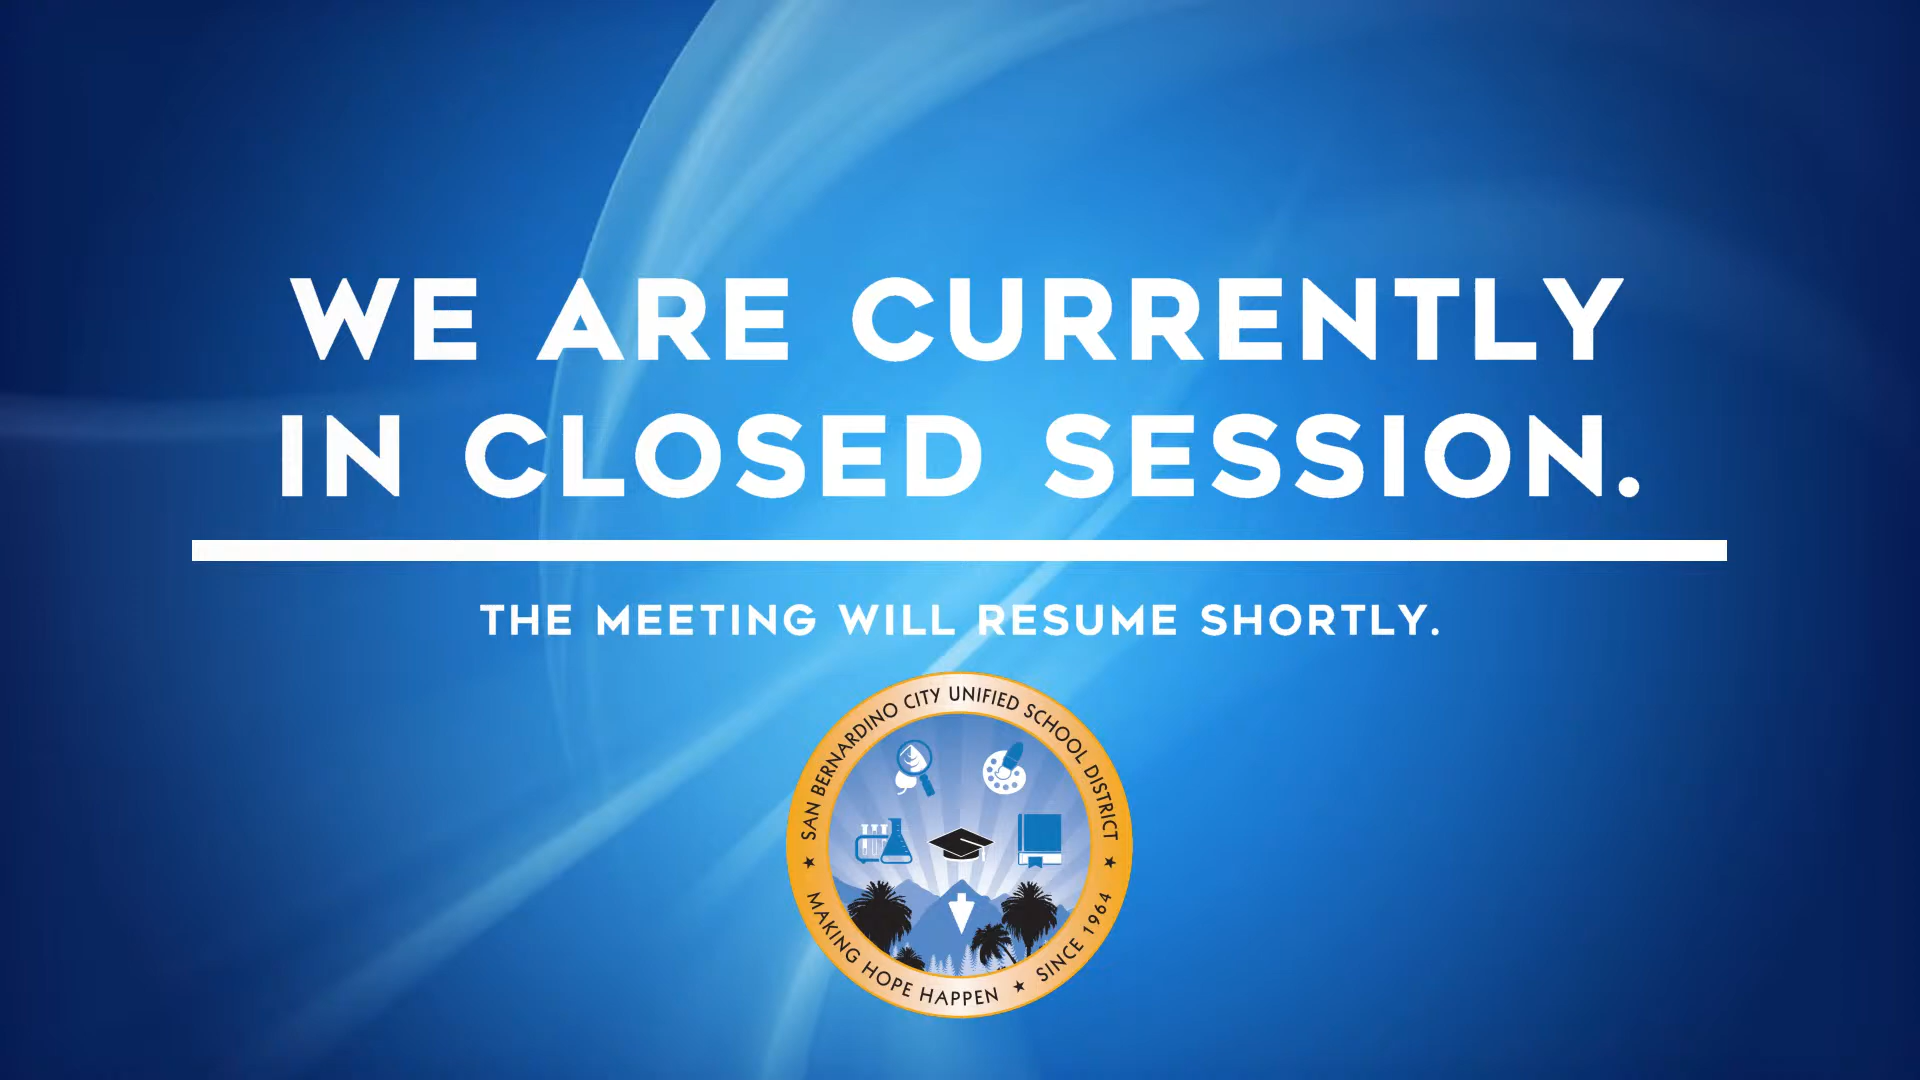 WE ARE CURRENTLY
IN CLOSED SESSION.
THE MEETING WILL RESUME SHORTLY.
SAN BERNARDINO CITY UNIFIED SCHOOL DISTRICT
★ MAKING HOPE HAPPEN ★ SINCE 1964 ★